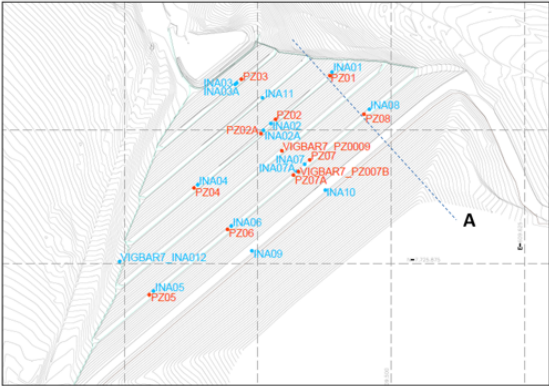 INA01
PZ01
PZ03
INA03
INA03A
INA11
INA08
PZ08
PZ02
INA02
PZ02A
INA02A
VIGBAR7_PZ0009
PZ07
INA07
INA07A
VIGBAR7_PZ007B
PZ07A
INA04
PZ04
INA10
A
INA06
PZ06
INA09
VIGBAR7_INA012
INA05
PZ05